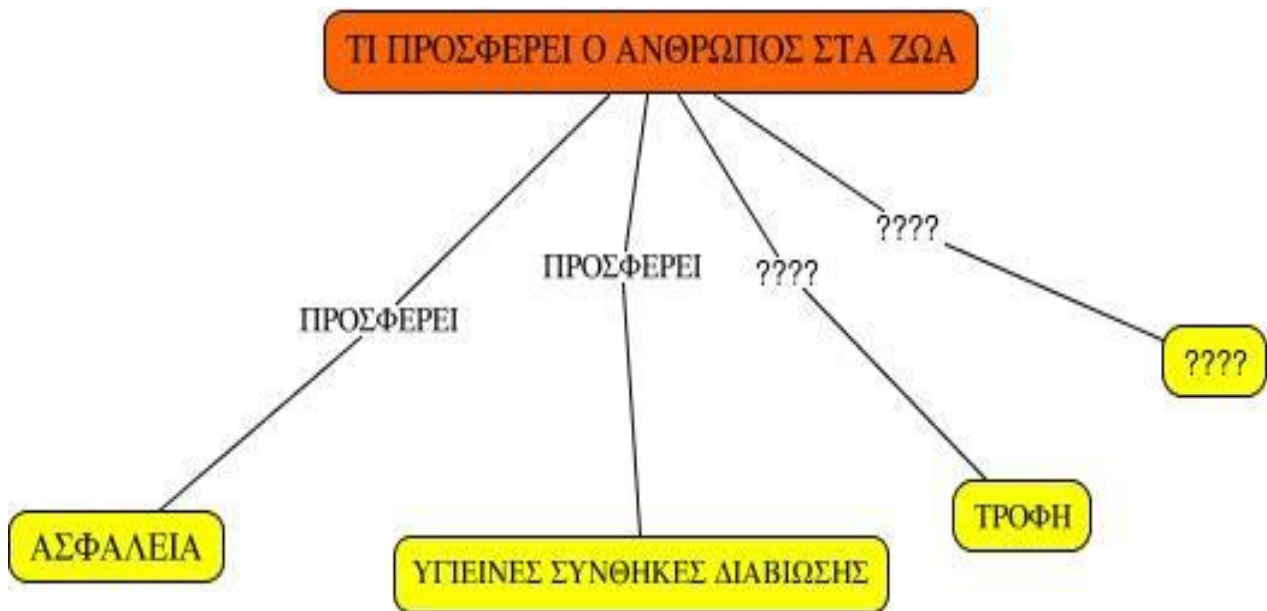 ΤΙ ΠΡΟΣΦΕΡΕΙ Ο ΑΝΘΡΩΠΟΣ ΣΤΑ ΖΩΑ
????
ΠΡΟΣΦΕΡΕΙ
????
ΠΡΟΣΦΕΡΕΙ
????
ΤΡΟΦΗ
ΑΣΦΑΛΕΙΑ
ΥΓΙΕΙΝΕΣ ΣΥΝΘΗΚΕΣ ΔΙΑΒΙΩΣΗΣ